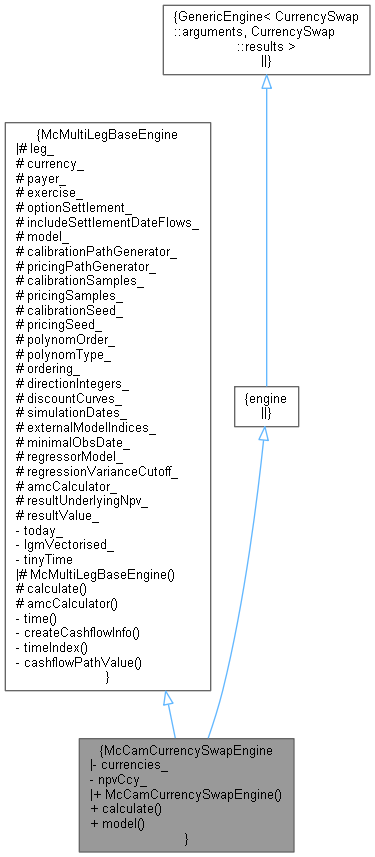 {GenericEngine< CurrencySwap
::arguments, CurrencySwap
::results >
||}
{McMultiLegBaseEngine
|# leg_
# currency_
# payer_
# exercise_
# optionSettlement_
# includeSettlementDateFlows_
# model_
# calibrationPathGenerator_
# pricingPathGenerator_
# calibrationSamples_
# pricingSamples_
# calibrationSeed_
# pricingSeed_
# polynomOrder_
# polynomType_
# ordering_
# directionIntegers_
# discountCurves_
# simulationDates_
# externalModelIndices_
# minimalObsDate_
# regressorModel_
# regressionVarianceCutoff_
# amcCalculator_
# resultUnderlyingNpv_
# resultValue_
- today_
- lgmVectorised_
- tinyTime
|# McMultiLegBaseEngine()
# calculate()
# amcCalculator()
- time()
- createCashflowInfo()
- timeIndex()
- cashflowPathValue()
}
{engine
||}
{McCamCurrencySwapEngine
|- currencies_
- npvCcy_
|+ McCamCurrencySwapEngine()
+ calculate()
+ model()
}